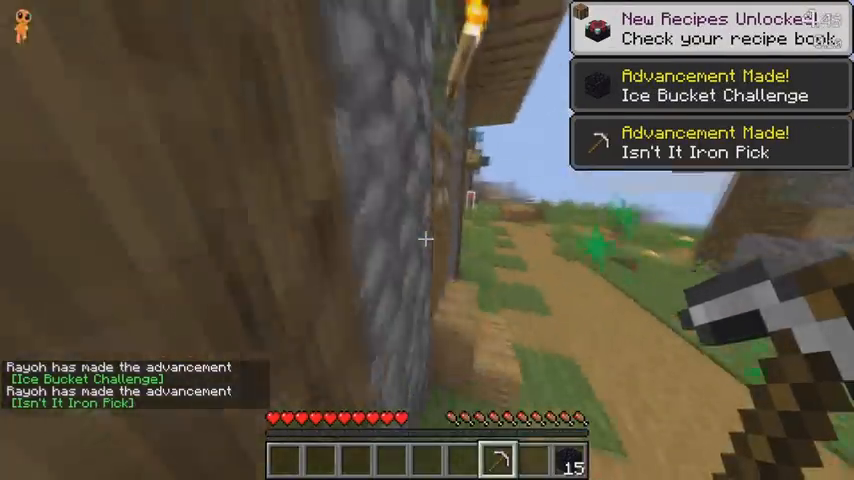 New Recipes Unlocked!
Check your recipe book
Advancement Made!
Ice Bucket Challenge
Advancement Made!
Isn't It Iron Pick
Rayoh has made the advancement
[Ice Bucket Challenge]
Rayoh has made the advancement
[Isn't It Iron Pick]
15